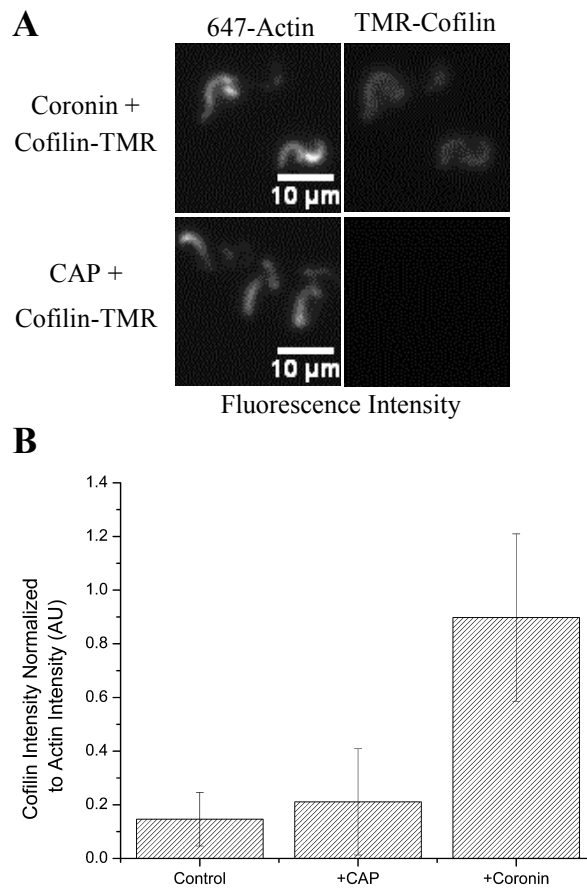 A
647-Actin TMR-Cofilin
Coronin +
Cofilin-TMR
10 µm
CAP +
Cofilin-TMR
10 µm
Fluorescence Intensity
B
Cofilin Intensity Normalized
to Actin Intensity (AU)
1.4
1.2
1.0
0.8
0.6
0.4
0.2
0.0
Control +CAP +Coronin